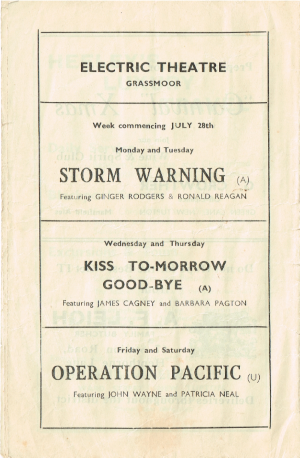 ELECTRIC THEATRE
GRASSMOOR
Week commencing JULY 28th
Monday and Tuesday
STORM WARNING (A)
Featuring GINGER RODGERS & RONALD REAGAN
Wednesday and Thursday
KISS TO-MORROW
GOOD-BYE (A)
Featuring JAMES CAGNEY and BARBARA PAGTON
Friday and Saturday
OPERATION PACIFIC (U)
Featuring JOHN WAYNE and PATRICIA NEAL